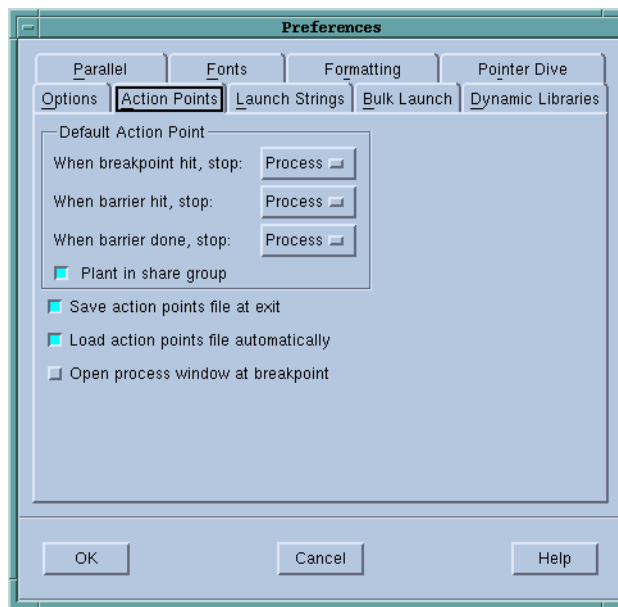 Preferences
Parallel Fonts Formatting Pointer Dive
Options Action Points Launch Strings Bulk Launch Dynamic Libraries
Default Action Point
When breakpoint hit, stop: Process
When barrier hit, stop: Process
When barrier done, stop: Process
Plant in share group
Save action points file at exit
Load action points file automatically
Open process window at breakpoint
OK Cancel Help